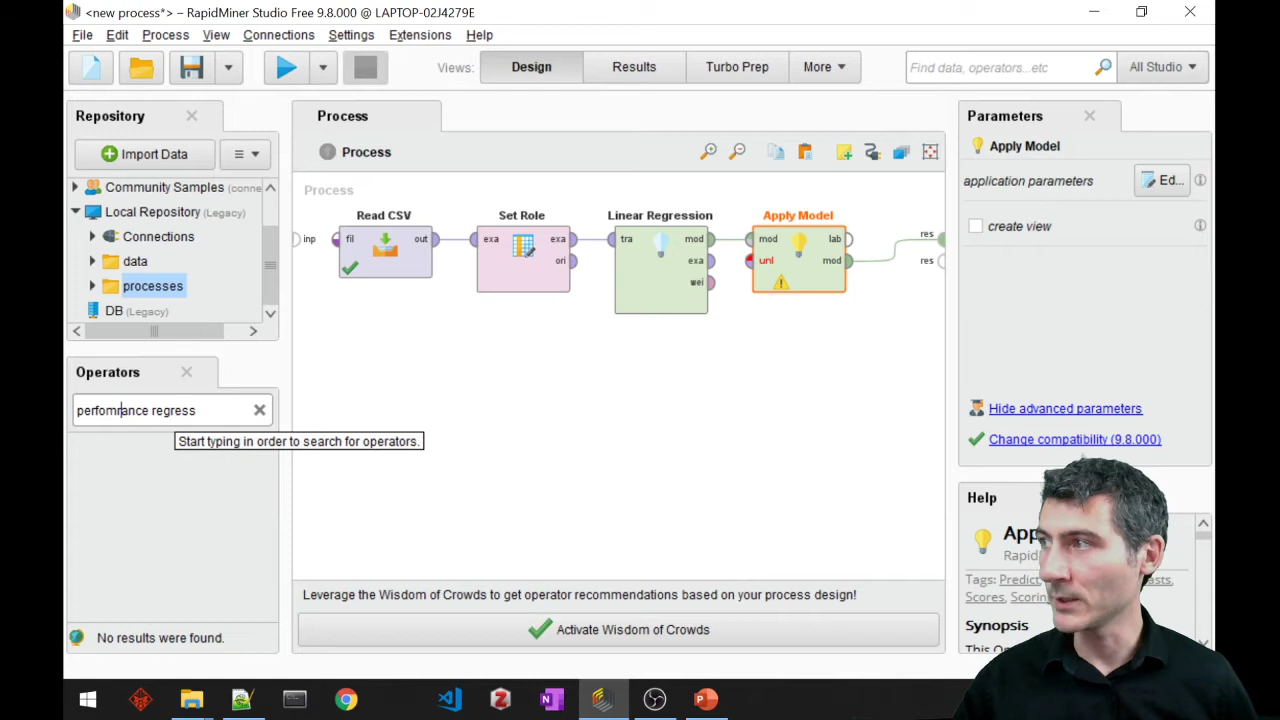 <new process*> – RapidMiner Studio Free 9.8.000 @ LAPTOP-02J4279E
File Edit Process View Connections Settings Extensions Help
Views: Design Results Turbo Prep More Find data, operators...etc All Studio
Repository
Import Data
Community Samples (conne
Local Repository (Legacy)
Connections
data
processes
DB (Legacy)
Operators
perfomrance regress
Start typing in order to search for operators.
No results were found.
Process
Process
Process
Read CSV Set Role Linear Regression Apply Model
inp fil out exa exa tra mod mod lab res
ori exa unl mod res
wei
Leverage the Wisdom of Crowds to get operator recommendations based on your process design!
Activate Wisdom of Crowds
Parameters
Apply Model
application parameters Ed...
create view
Hide advanced parameters
Change compatibility (9.8.000)
Help
Tags: Predict
Scores,
Synopsis